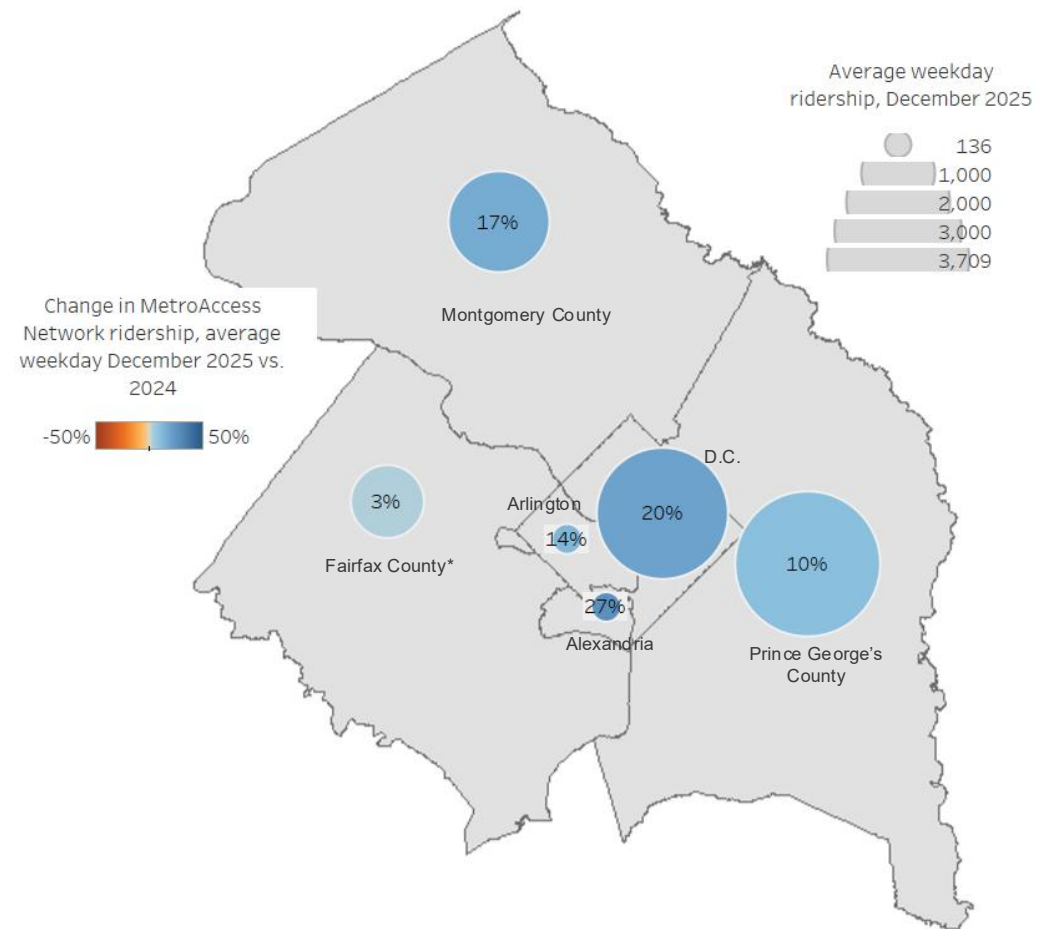 Average weekday
ridership, December 2025
136
1,000
2,000
3,000
3,709
17%
Montgomery County
Change in MetroAccess
Network ridership, average
weekday December 2025 vs.
2024
-50%
50%
D.C.
3%
Arlington
20%
14%
Fairfax County*
10%
27%
Alexandria
Prince George’s
County